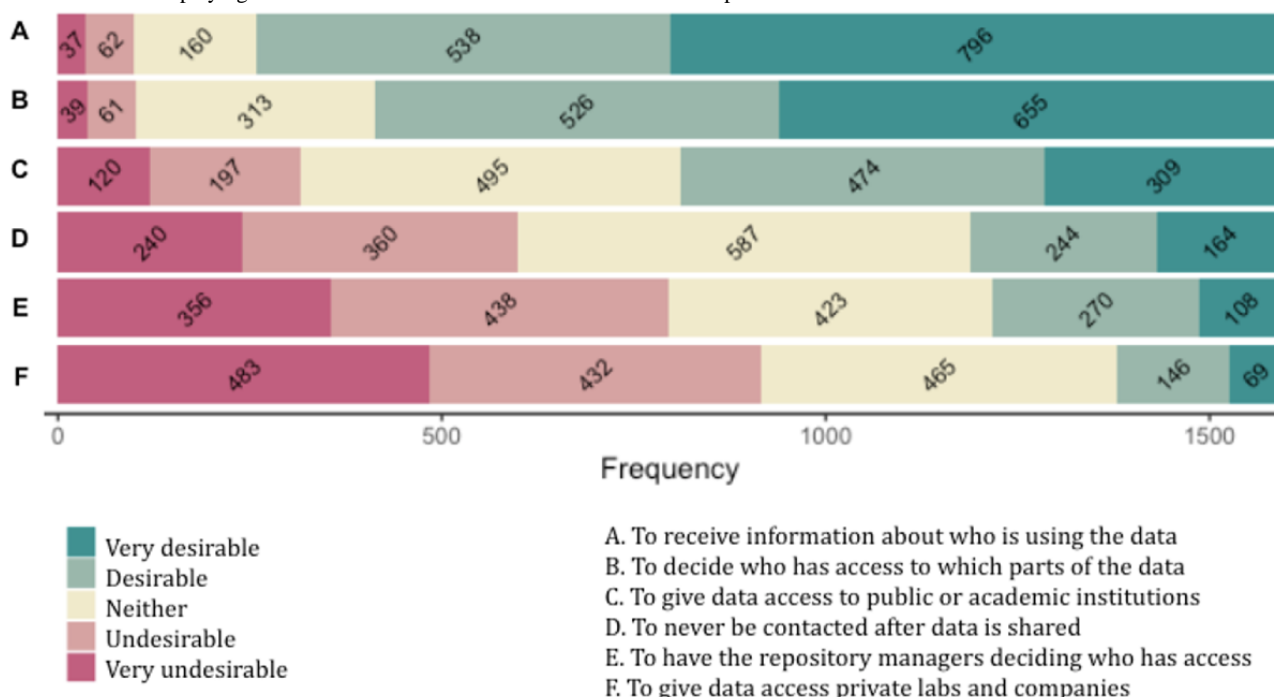 A 37 62 160 538 796
B 39 61 313 526 655
C 120 197 495 474 309
D 240 360 587 244 164
E 356 438 423 270 108
F 483 432 465 146 69
0 500 1000 1500
Frequency
Very desirable
Desirable
Neither
Undesirable
Very undesirable
A. To receive information about who is using the data
B. To decide who has access to which parts of the data
C. To give data access to public or academic institutions
D. To never be contacted after data is shared
E. To have the repository managers deciding who has access
F. To give data access private labs and companies